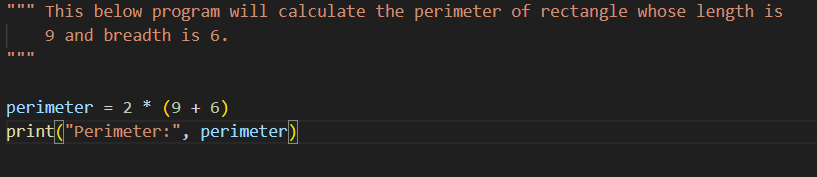 """ This below program will calculate the perimeter of rectangle whose length is
9 and breadth is 6.
"""
perimeter = 2 * (9 + 6)
print("Perimeter:", perimeter)